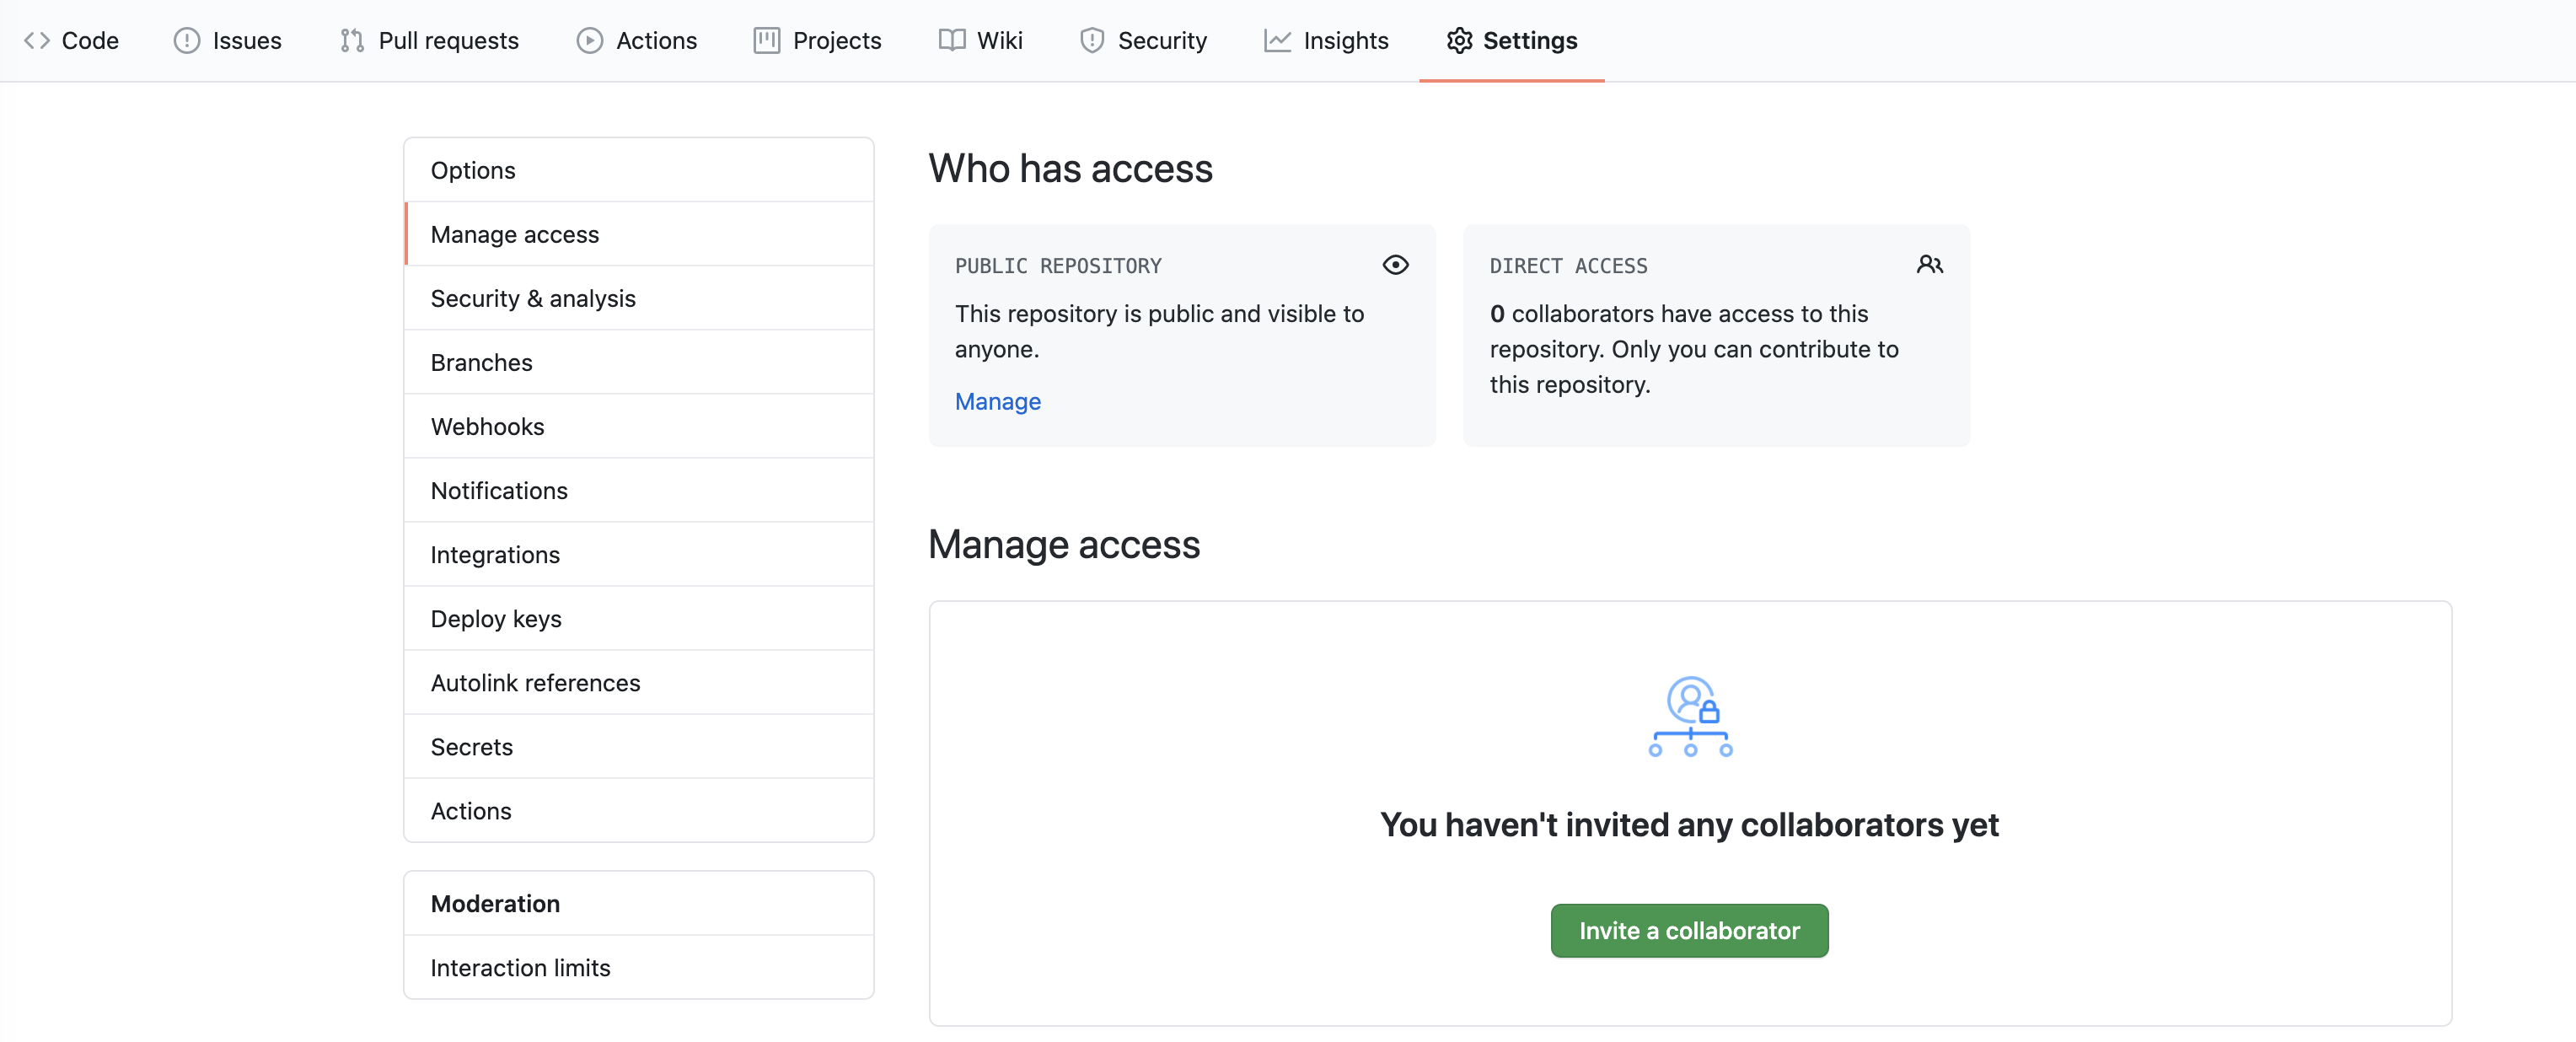 Code Issues Pull requests Actions Projects Wiki Security Insights Settings
Options
Manage access
Security & analysis
Branches
Webhooks
Notifications
Integrations
Deploy keys
Autolink references
Secrets
Actions
Moderation
Interaction limits
Who has access
PUBLIC REPOSITORY
This repository is public and visible to
anyone.
Manage
DIRECT ACCESS
0 collaborators have access to this
repository. Only you can contribute to
this repository.
Manage access
You haven't invited any collaborators yet
Invite a collaborator